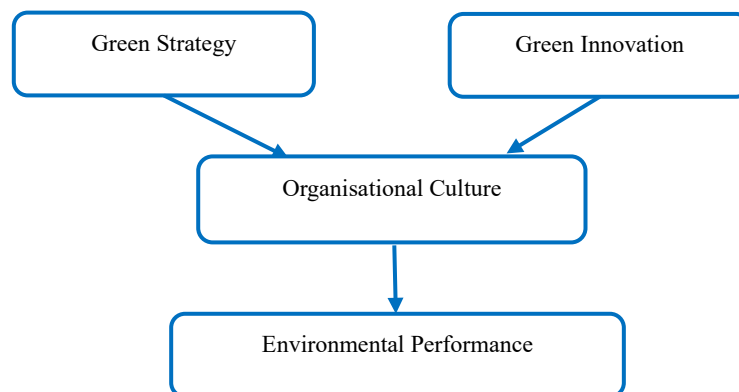 Green Strategy
Green Innovation
Organisational Culture
Environmental Performance